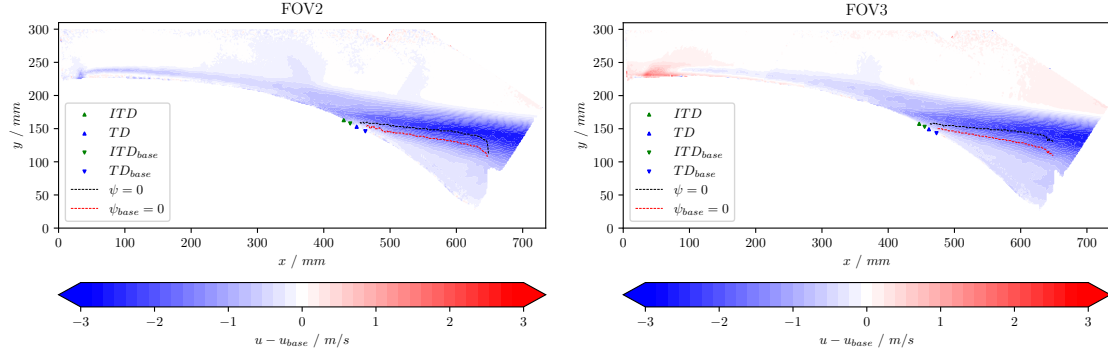 FOV2
300
250
200
150
100
50
0
y / mm
ITD
TD
ITD_base
TD_base
ψ = 0
ψ_base = 0
0 100 200 300 400 500 600 700
x / mm
−3 −2 −1 0 1 2 3
u − u_base / m/s
FOV3
300
250
200
150
100
50
0
y / mm
ITD
TD
ITD_base
TD_base
ψ = 0
ψ_base = 0
0 100 200 300 400 500 600 700
x / mm
−3 −2 −1 0 1 2 3
u − u_base / m/s